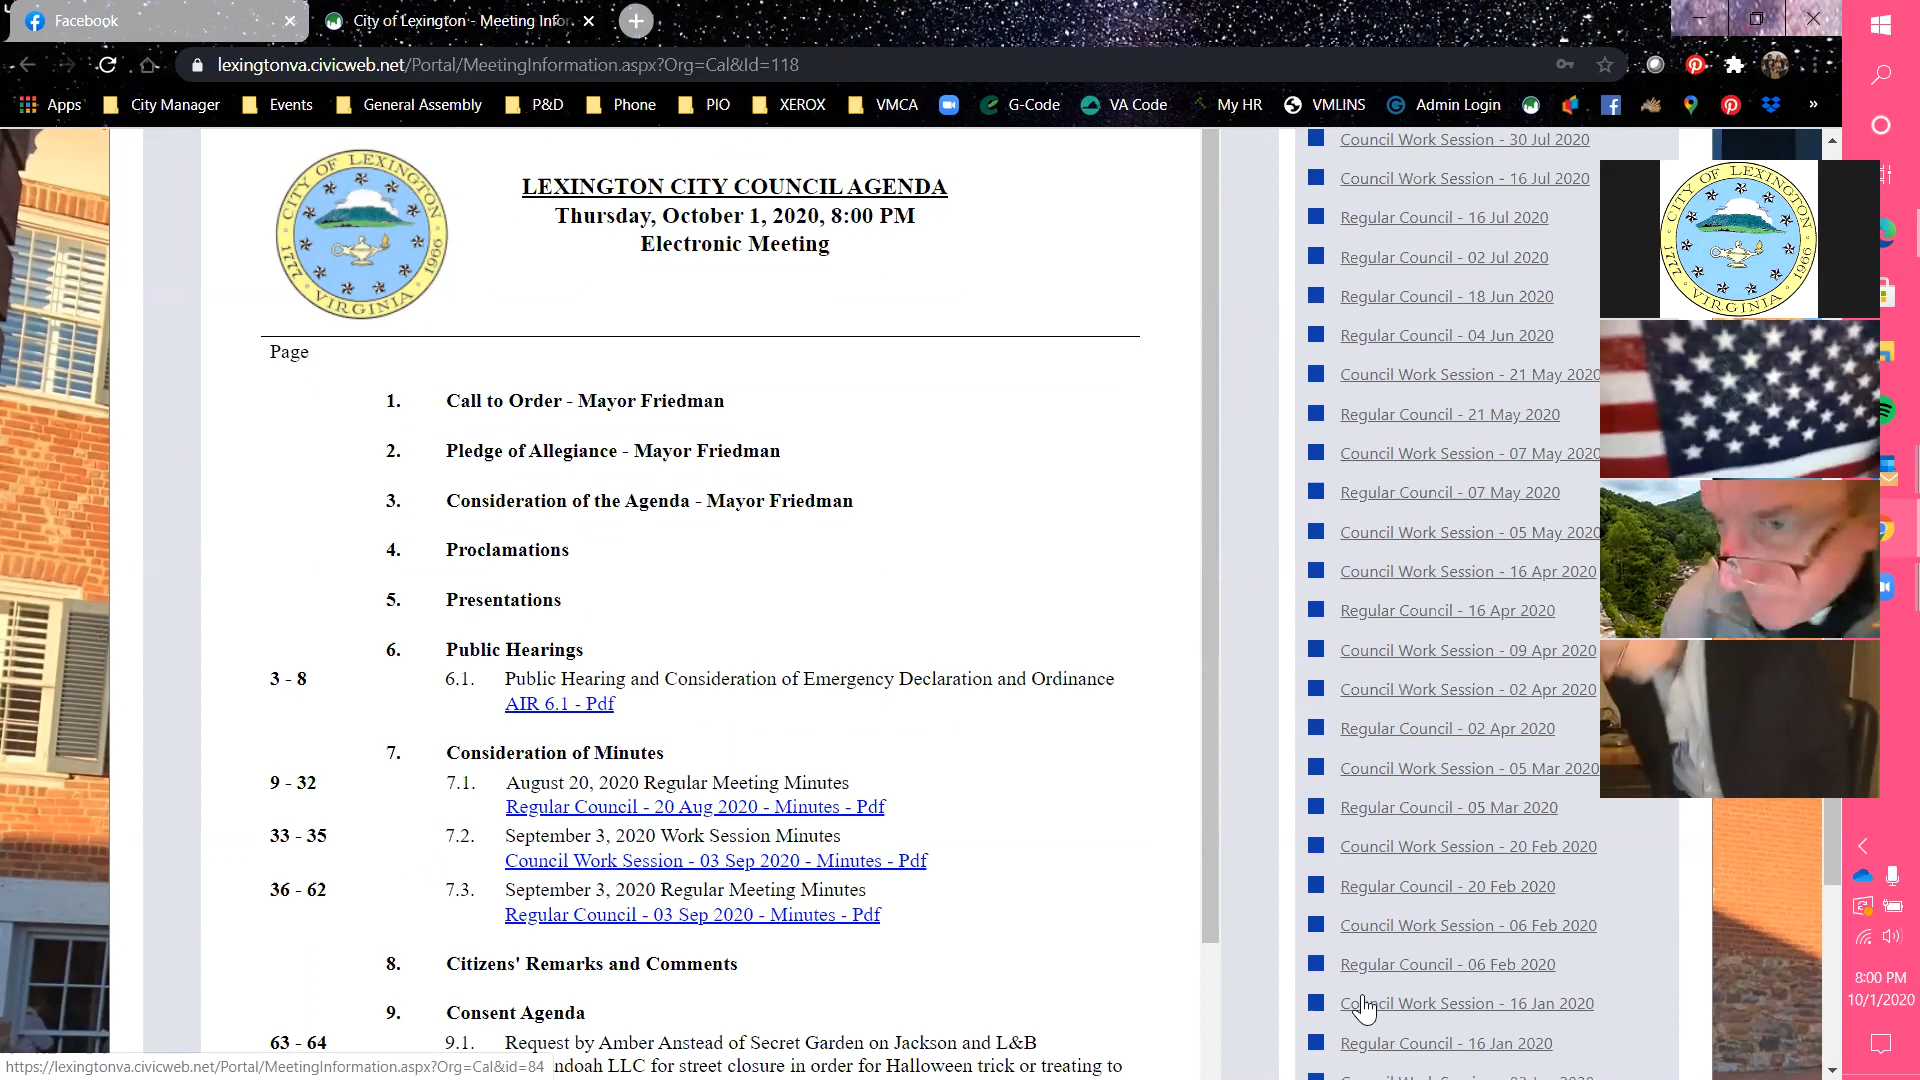 Facebook
City of Lexington - Meeting Infor
lexingtonva.civicweb.net/Portal/MeetingInformation.aspx?Org=Cal&Id=118
Apps
City Manager
Events
General Assembly
P&D
Phone
PIO
XEROX
VMCA
G-Code
VA Code
My HR
VMLINS
Admin Login
»
CITY OF LEXINGTON
1777
1966
VIRGINIA
LEXINGTON CITY COUNCIL AGENDA
Thursday, October 1, 2020, 8:00 PM
Electronic Meeting
Page
1. Call to Order - Mayor Friedman
2. Pledge of Allegiance - Mayor Friedman
3. Consideration of the Agenda - Mayor Friedman
4. Proclamations
5. Presentations
6. Public Hearings
3 - 8 6.1. Public Hearing and Consideration of Emergency Declaration and Ordinance
AIR 6.1 - Pdf
7. Consideration of Minutes
9 - 32 7.1. August 20, 2020 Regular Meeting Minutes
Regular Council - 20 Aug 2020 - Minutes - Pdf
33 - 35 7.2. September 3, 2020 Work Session Minutes
Council Work Session - 03 Sep 2020 - Minutes - Pdf
36 - 62 7.3. September 3, 2020 Regular Meeting Minutes
Regular Council - 03 Sep 2020 - Minutes - Pdf
8. Citizens' Remarks and Comments
9. Consent Agenda
63 - 64 9.1. Request by Amber Anstead of Secret Garden on Jackson and L&B
ndoah LLC for street closure in order for Halloween trick or treating to
https://lexingtonva.civicweb.net/Portal/MeetingInformation.aspx?Org=Cal&id=84
Council Work Session - 30 Jul 2020
Council Work Session - 16 Jul 2020
Regular Council - 16 Jul 2020
Regular Council - 02 Jul 2020
Regular Council - 18 Jun 2020
Regular Council - 04 Jun 2020
Council Work Session - 21 May 2020
Regular Council - 21 May 2020
Council Work Session - 07 May 2020
Regular Council - 07 May 2020
Council Work Session - 05 May 2020
Council Work Session - 16 Apr 2020
Regular Council - 16 Apr 2020
Council Work Session - 09 Apr 2020
Council Work Session - 02 Apr 2020
Regular Council - 02 Apr 2020
Council Work Session - 05 Mar 2020
Regular Council - 05 Mar 2020
Council Work Session - 20 Feb 2020
Regular Council - 20 Feb 2020
Council Work Session - 06 Feb 2020
Regular Council - 06 Feb 2020
Council Work Session - 16 Jan 2020
Regular Council - 16 Jan 2020
CITY OF LEXINGTON
1777
1966
VIRGINIA
8:00 PM
10/1/2020